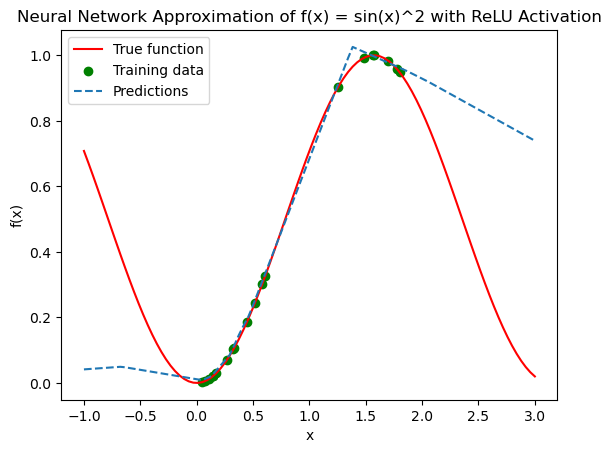 Neural Network Approximation of f(x) = sin(x)^2 with ReLU Activation
True function
Training data
Predictions
f(x)
1.0
0.8
0.6
0.4
0.2
0.0
−1.0 −0.5 0.0 0.5 1.0 1.5 2.0 2.5 3.0
x